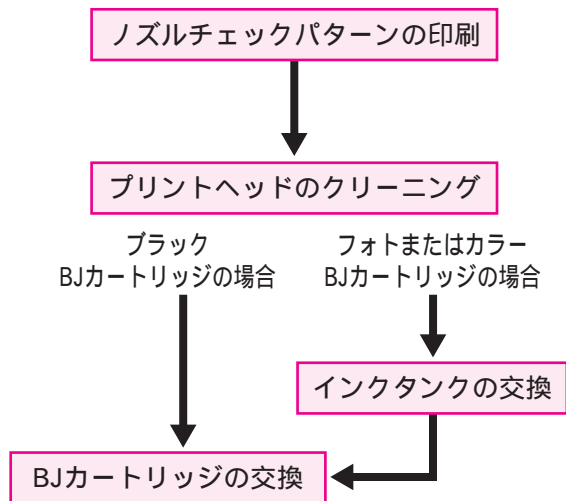 ノズルチェックパターンの印刷
プリントヘッドのクリーニング
ブラック
BJカートリッジの場合
フォトまたはカラー
BJカートリッジの場合
インクタンクの交換
BJカートリッジの交換